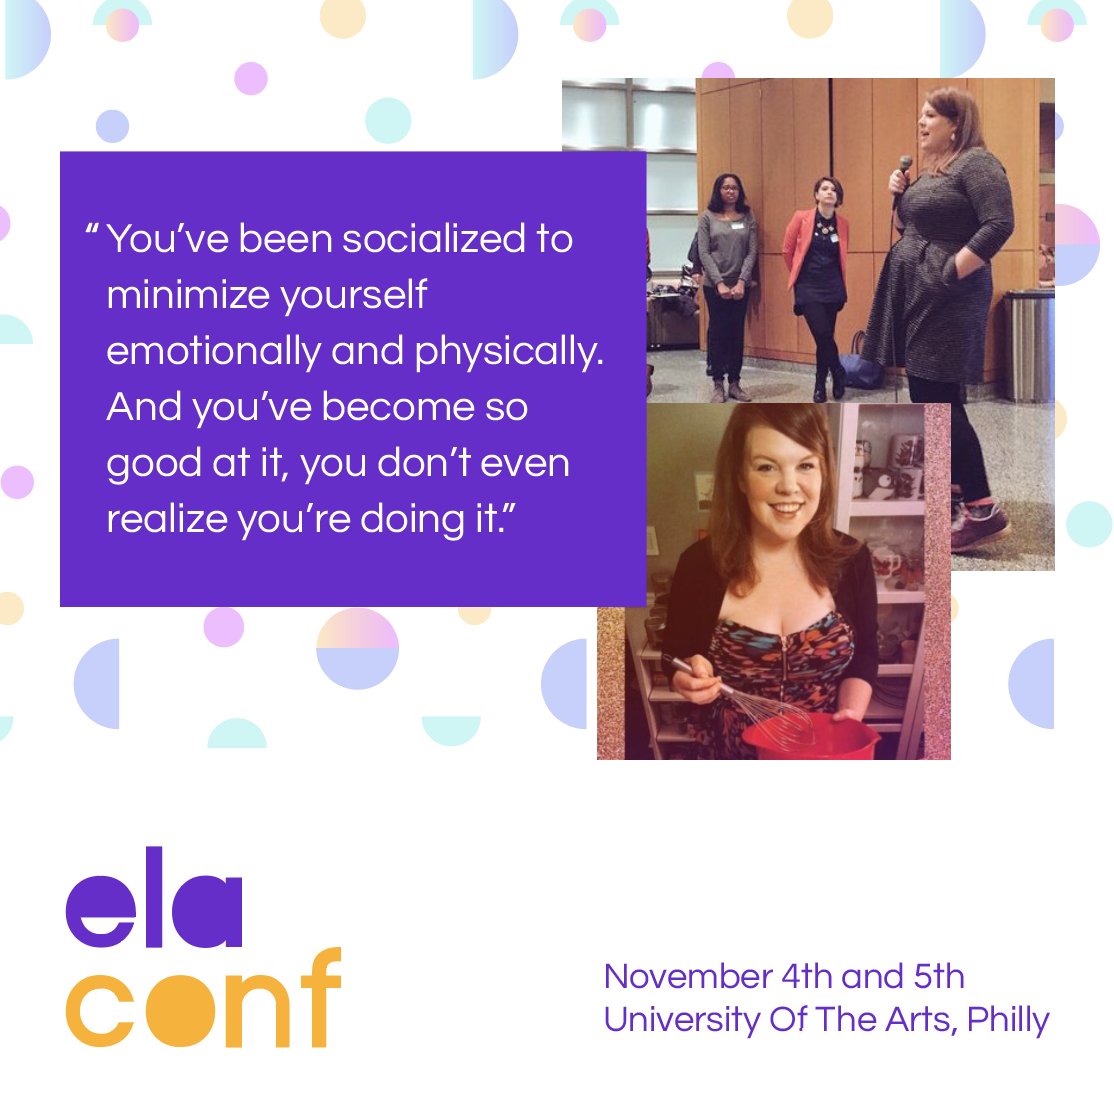 “ You’ve been socialized to
minimize yourself
emotionally and physically.
And you’ve become so
good at it, you don’t even
realize you’re doing it.”
ela
conf
November 4th and 5th
University Of The Arts, Philly